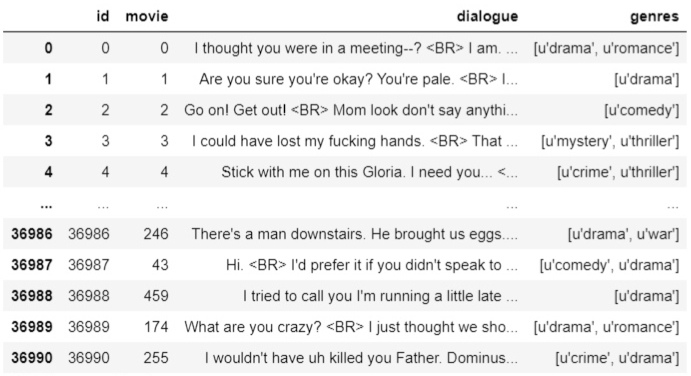 id movie dialogue genres
0 0 0 I thought you were in a meeting--? <BR> I am. ... [u'drama', u'romance']
1 1 1 Are you sure you're okay? You're pale. <BR> I... [u'drama']
2 2 2 Go on! Get out! <BR> Mom look don't say anythi... [u'comedy']
3 3 3 I could have lost my fucking hands. <BR> That ... [u'mystery', u'thriller']
4 4 4 Stick with me on this Gloria. I need you... <... [u'crime', u'thriller']
... ... ... ... ...
36986 36986 246 There's a man downstairs. He brought us eggs.... [u'drama', u'war']
36987 36987 43 Hi. <BR> I'd prefer it if you didn't speak to ... [u'comedy', u'drama']
36988 36988 459 I tried to call you I'm running a little late ... [u'drama']
36989 36989 174 What are you crazy? <BR> I just thought we sho... [u'drama', u'romance']
36990 36990 255 I wouldn't have uh killed you Father. Dominus... [u'crime', u'drama']